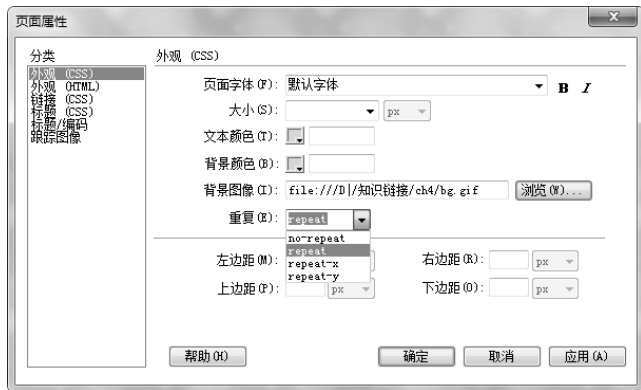 页面属性
分类
外观 (CSS)
外观 (HTML)
链接 (CSS)
标题 (CSS)
标题/编码
跟踪图像
外观 (CSS)
页面字体(F): 默认字体 B I
大小(S): px
文本颜色(T):
背景颜色(B):
背景图像(I): file:///D|/知识链接/ch4/bg.gif 浏览(W)...
重复(E): repeat
no-repeat
repeat
repeat-x
repeat-y
左边距(M): 右边距(R): px
上边距(P): px 下边距(O): px
帮助(H) 确定 取消 应用(A)